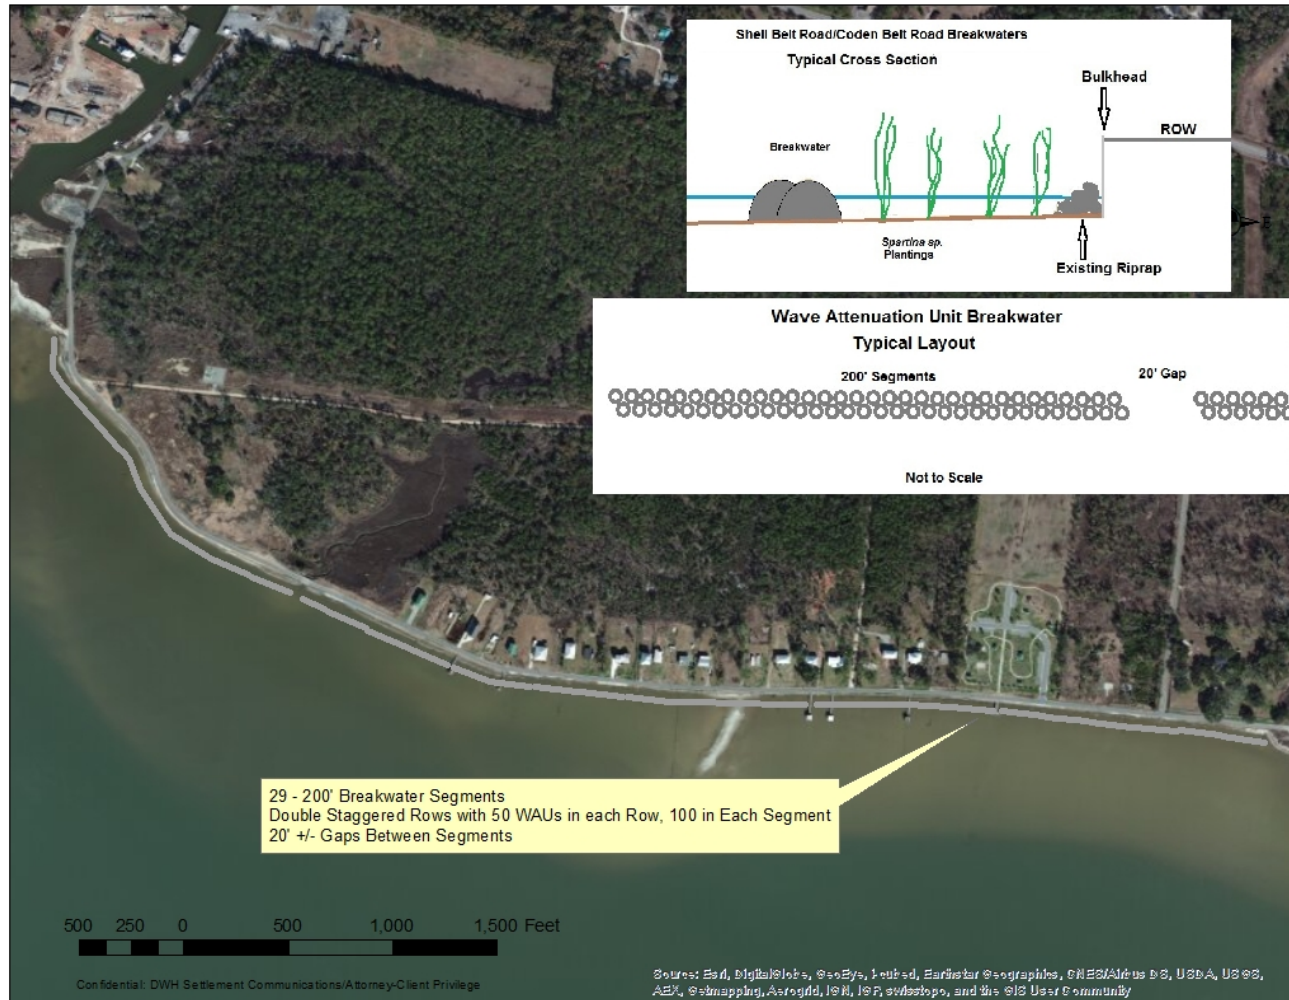 Shell Belt Road/Coden Belt Road Breakwaters
Typical Cross Section
Bulkhead
ROW
Breakwater
Spartina sp.
Plantings
Existing Riprap
Wave Attenuation Unit Breakwater
Typical Layout
200' Segments
20' Gap
Not to Scale
29 - 200' Breakwater Segments
Double Staggered Rows with 50 WAUs in each Row, 100 in Each Segment
20' +/- Gaps Between Segments
500 250 0 500 1,000 1,500 Feet
Confidential: DWH Settlement Communications/Attorney-Client Privilege
Source: Esri, DigitalGlobe, GeoEye, i-cubed, Earthstar Geographics, CNES/Airbus DS, USDA, USGS,
AEX, Getmapping, Aerogrid, IGN, IGP, swisstopo, and the GIS User Community